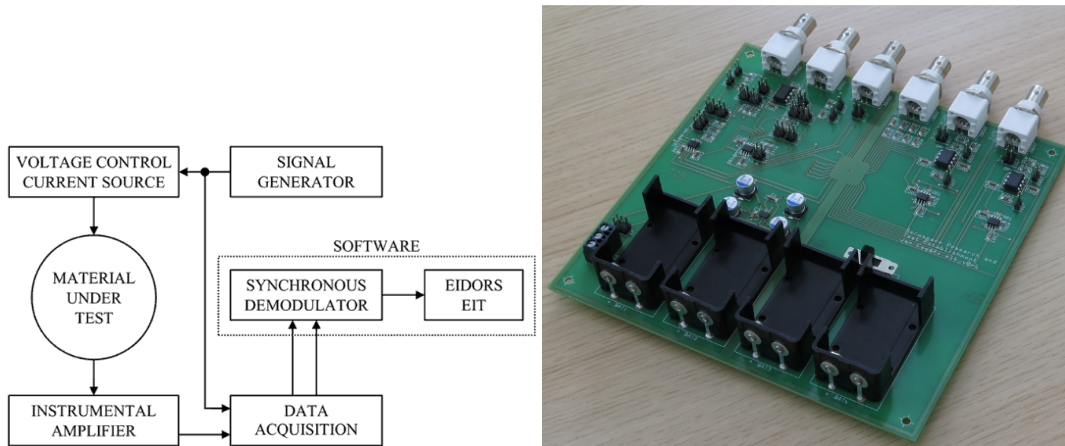 VOLTAGE CONTROL
CURRENT SOURCE
SIGNAL
GENERATOR
SOFTWARE
MATERIAL
UNDER
TEST
SYNCHRONOUS
DEMODULATOR
EIDORS
EIT
INSTRUMENTAL
AMPLIFIER
DATA
ACQUISITION